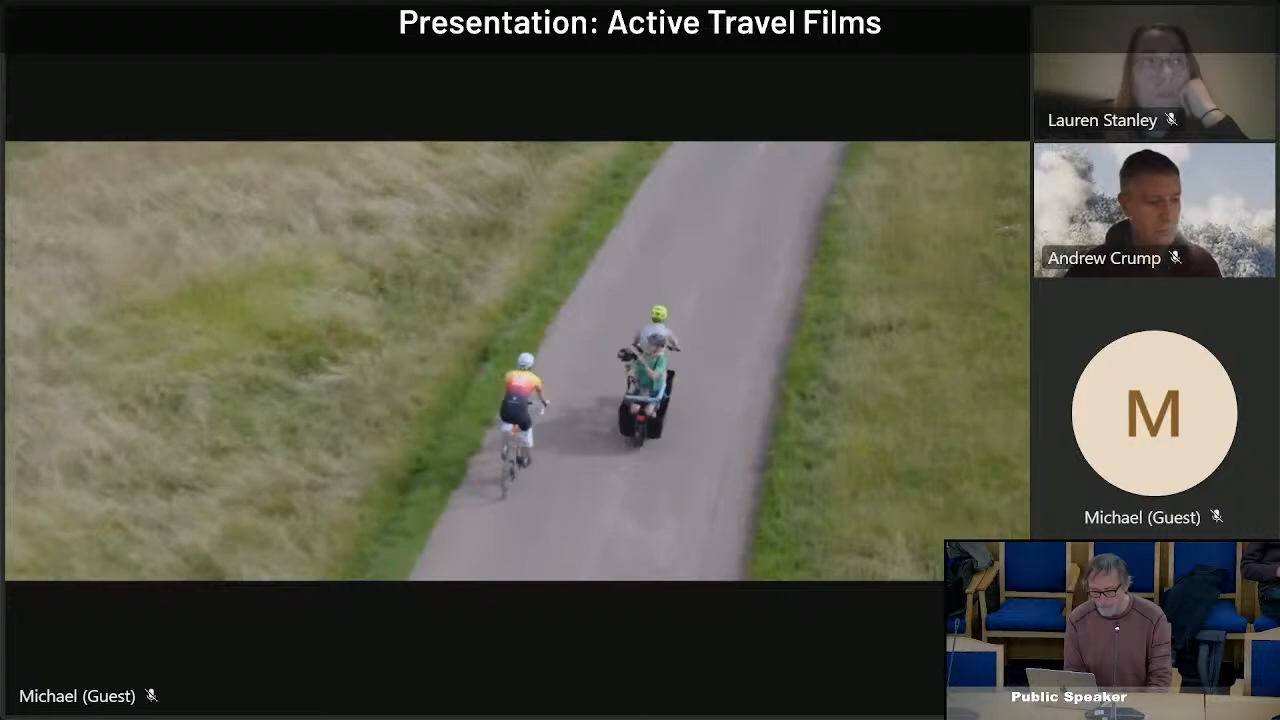 Presentation: Active Travel Films
Lauren Stanley
Andrew Crump
M
Michael (Guest)
Public Speaker
Michael (Guest)